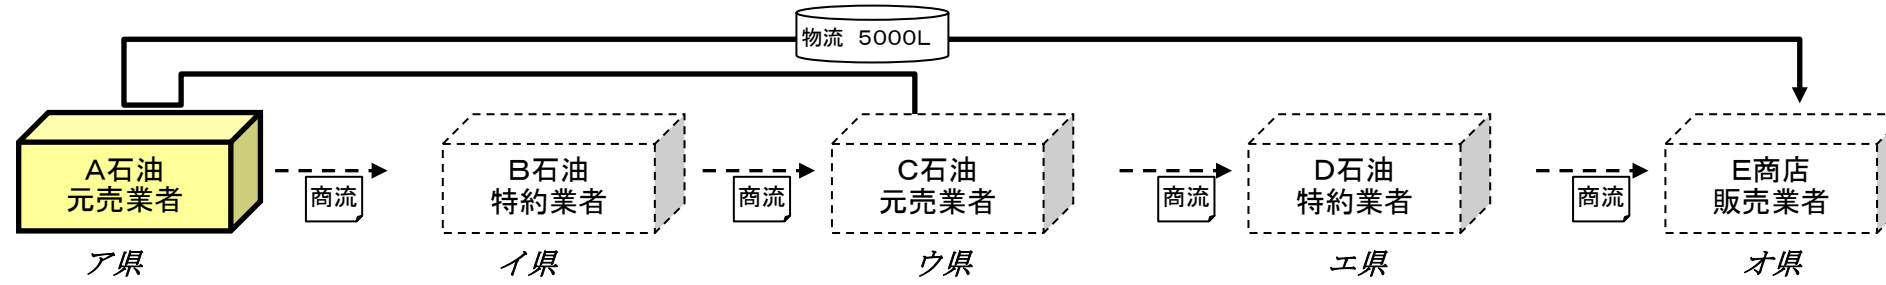 物流 5000L
A石油
元売業者
商流
B石油
特約業者
商流
C石油
元売業者
商流
D石油
特約業者
商流
E商店
販売業者
ア県
イ県
ウ県
エ県
オ県